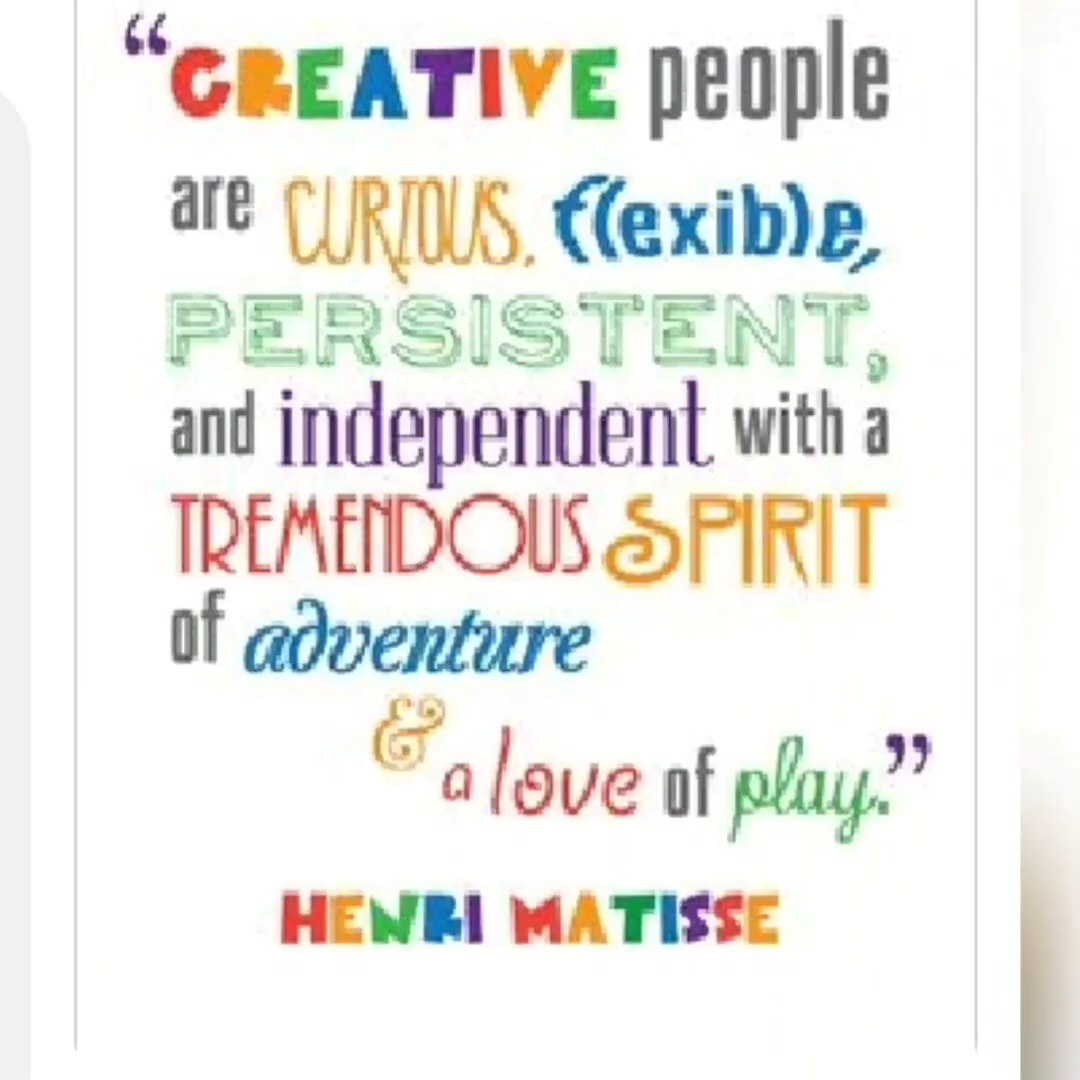 “CREATIVE people
are CURIOUS, flexible,
PERSISTENT,
and independent with a
TREMENDOUS SPIRIT
of adventure
& a love of play.”
HENRI MATISSE